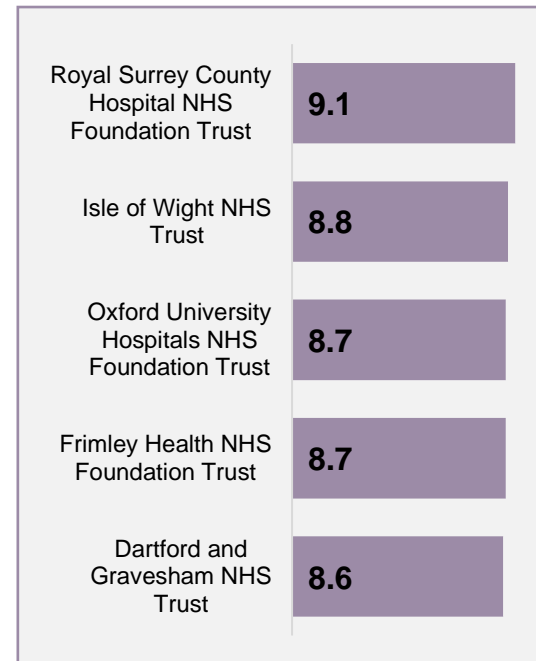 Royal Surrey County
Hospital NHS
Foundation Trust
9.1
Isle of Wight NHS
Trust
8.8
Oxford University
Hospitals NHS
Foundation Trust
8.7
Frimley Health NHS
Foundation Trust
8.7
Dartford and
Gravesham NHS
Trust
8.6